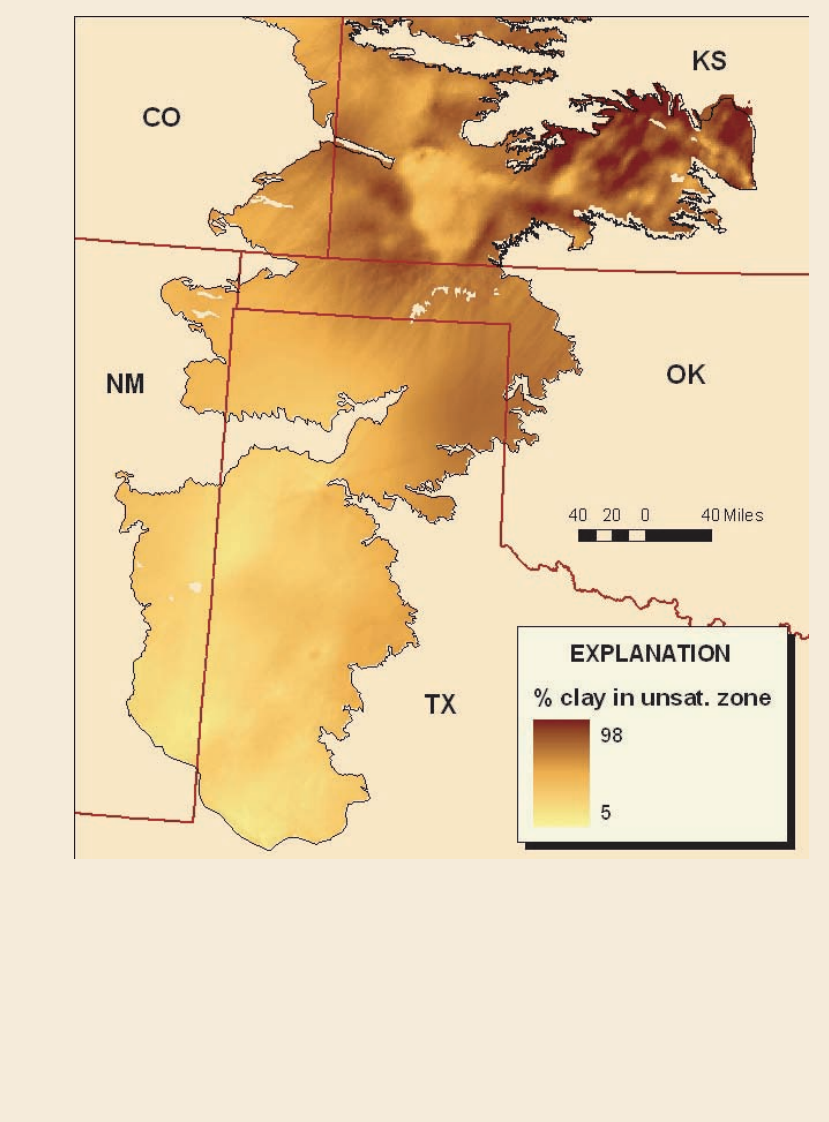 KS
CO
NM
OK
40 20 0 40 Miles
TX
EXPLANATION
% clay in unsat. zone
98
5